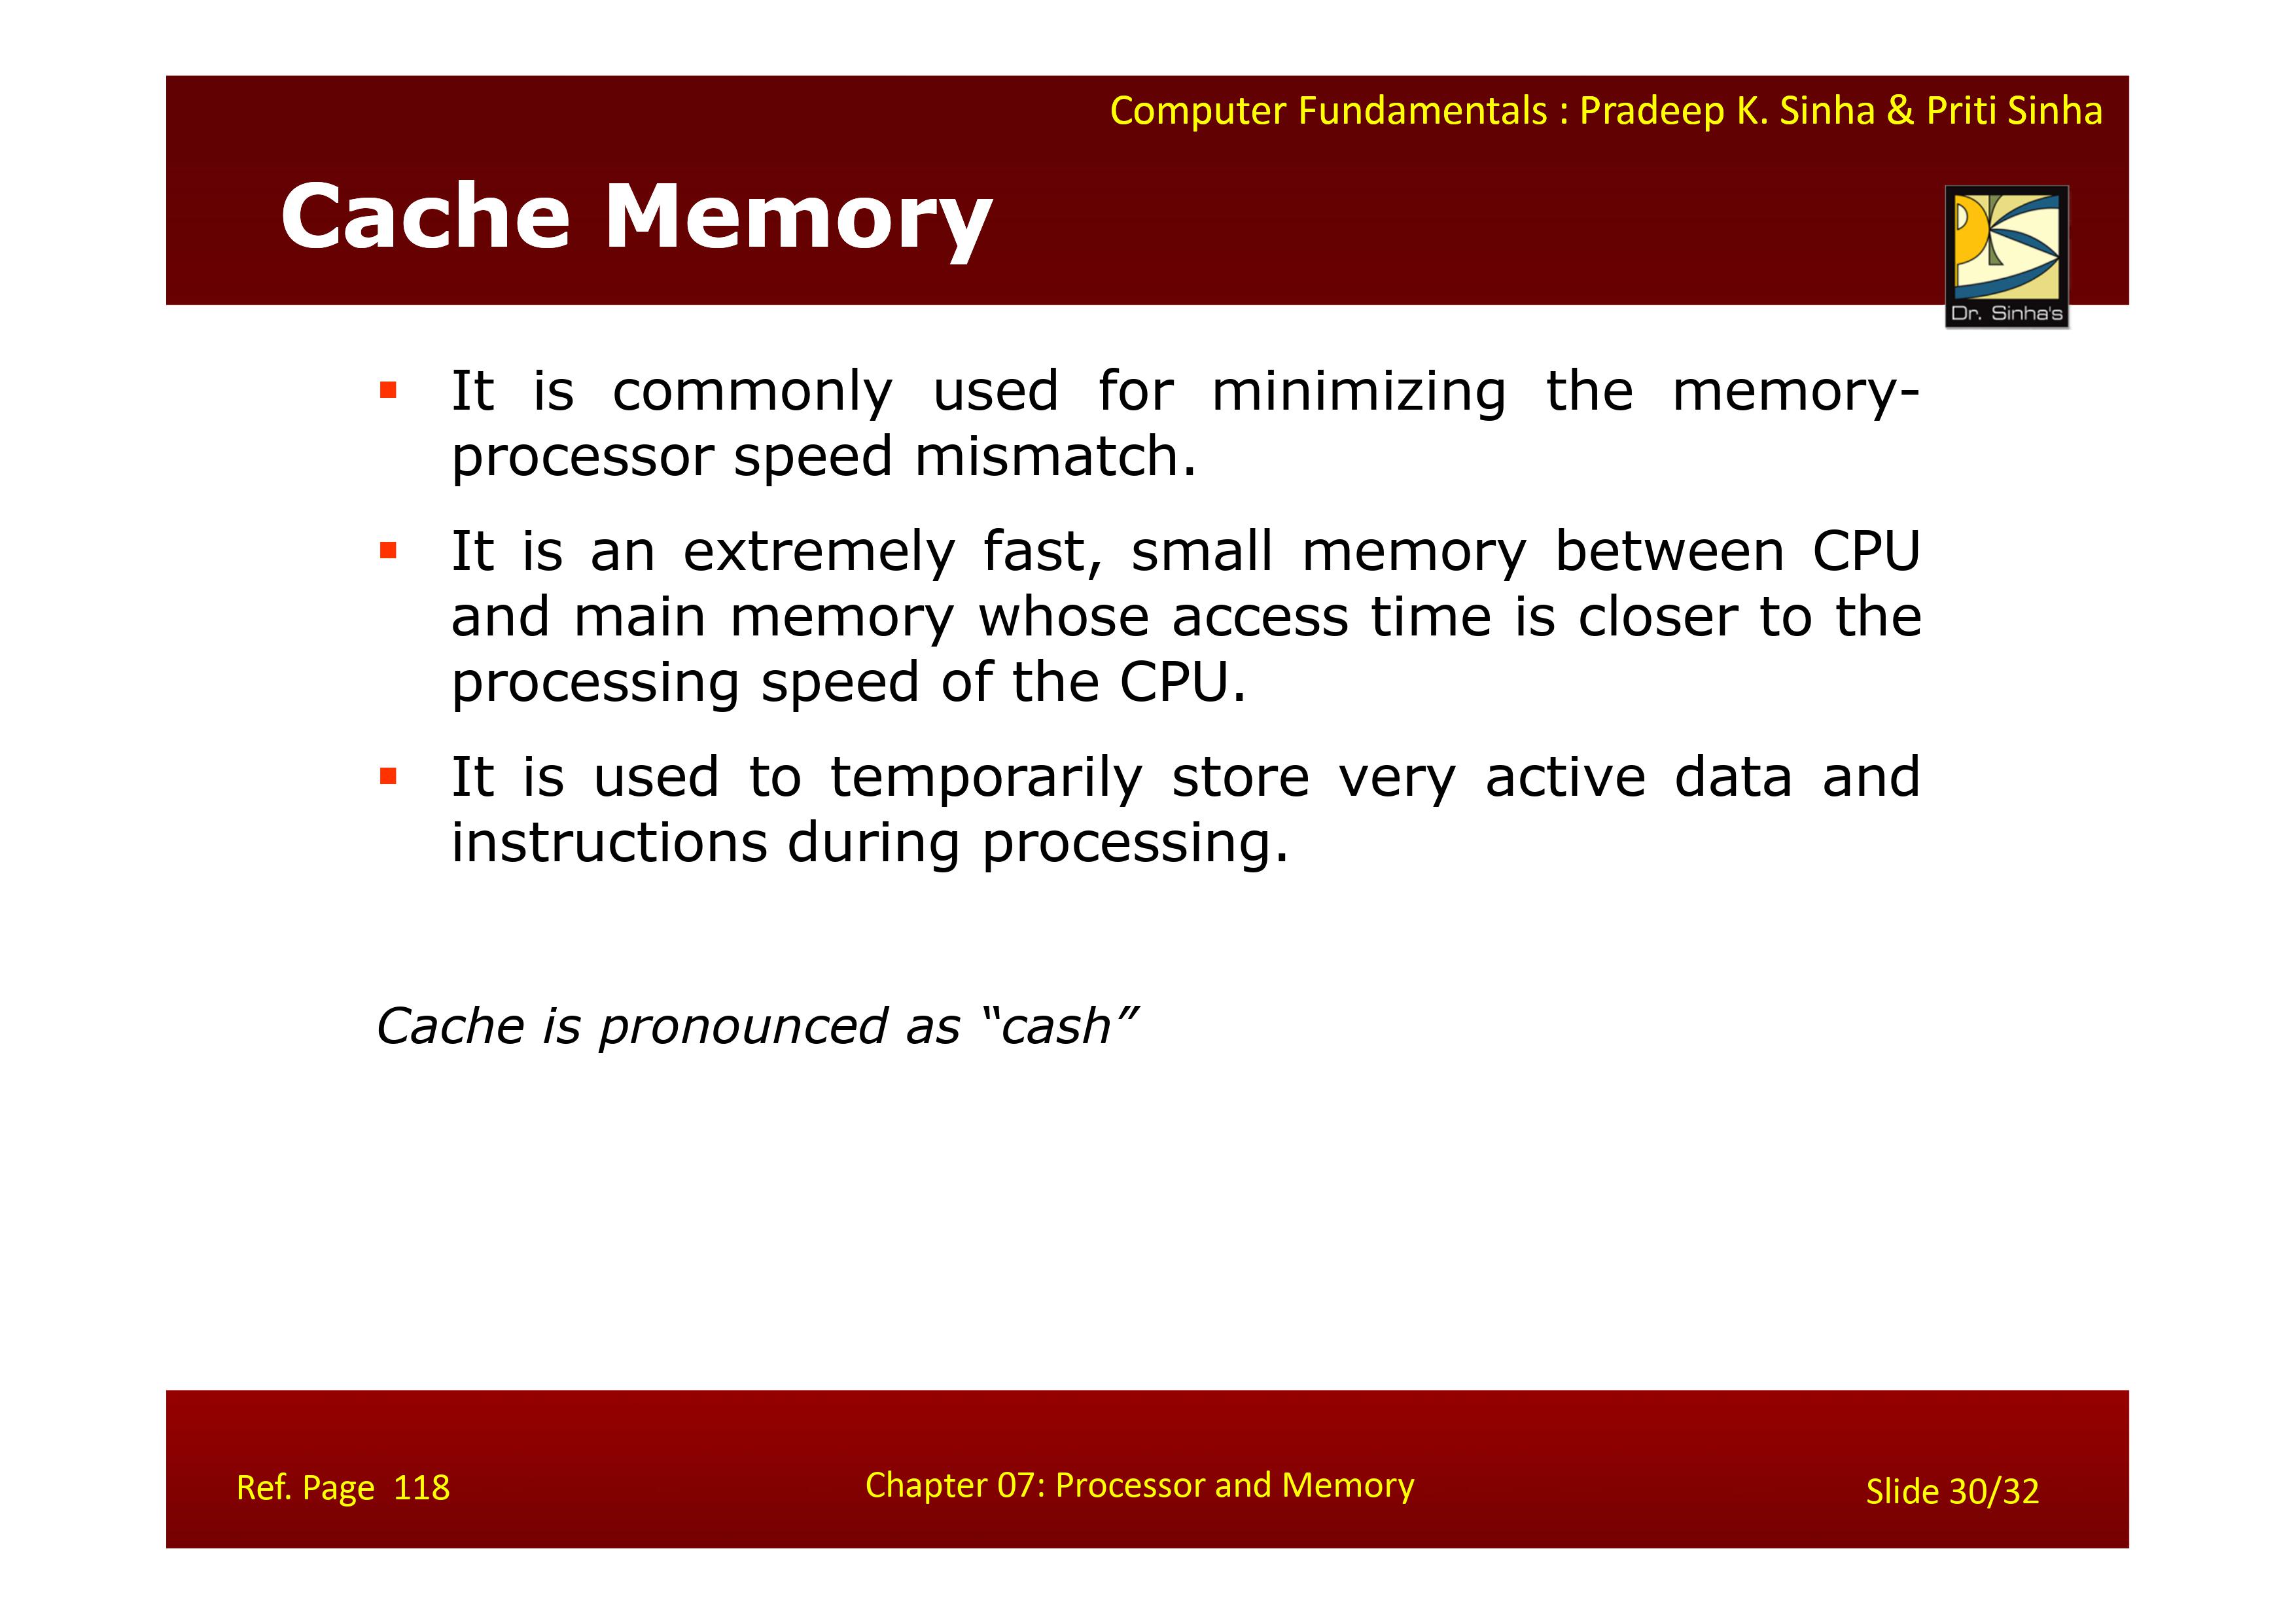 Computer Fundamentals : Pradeep K. Sinha & Priti Sinha
Cache Memory
Dr. Sinha's
▪ It is commonly used for minimizing the memory-
processor speed mismatch.
▪ It is an extremely fast, small memory between CPU
and main memory whose access time is closer to the
processing speed of the CPU.
▪ It is used to temporarily store very active data and
instructions during processing.
Cache is pronounced as “cash”
Ref. Page 118
Chapter 07: Processor and Memory
Slide 30/32